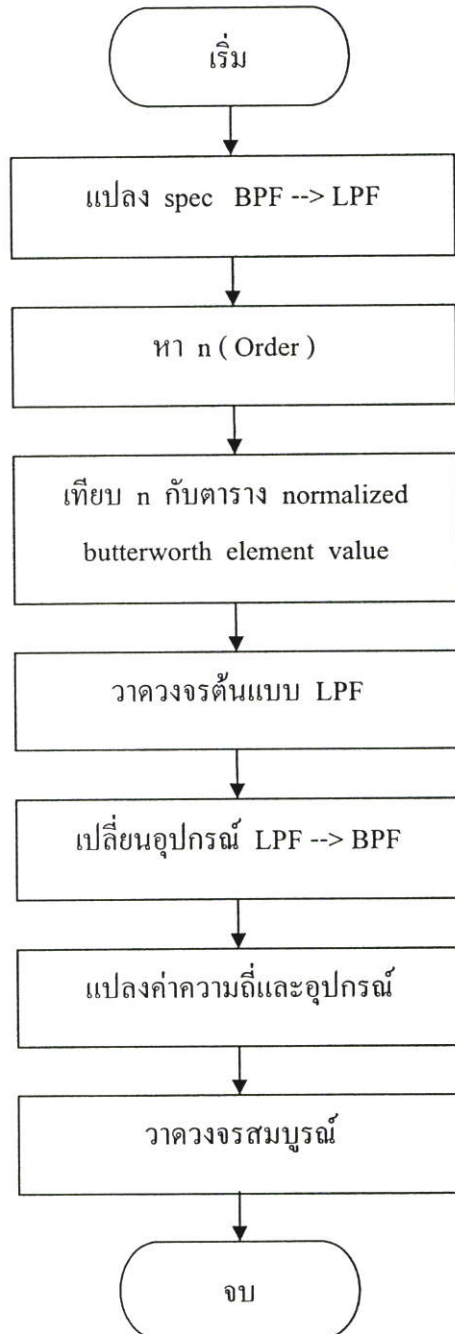 เริ่ม
แปลง spec BPF --> LPF
หา n ( Order )
เทียบ n กับตาราง normalized
butterworth element value
วาดวงจรต้นแบบ LPF
เปลี่ยนอุปกรณ์ LPF --> BPF
แปลงค่าความถี่และอุปกรณ์
วาดวงจรสมบูรณ์
จบ